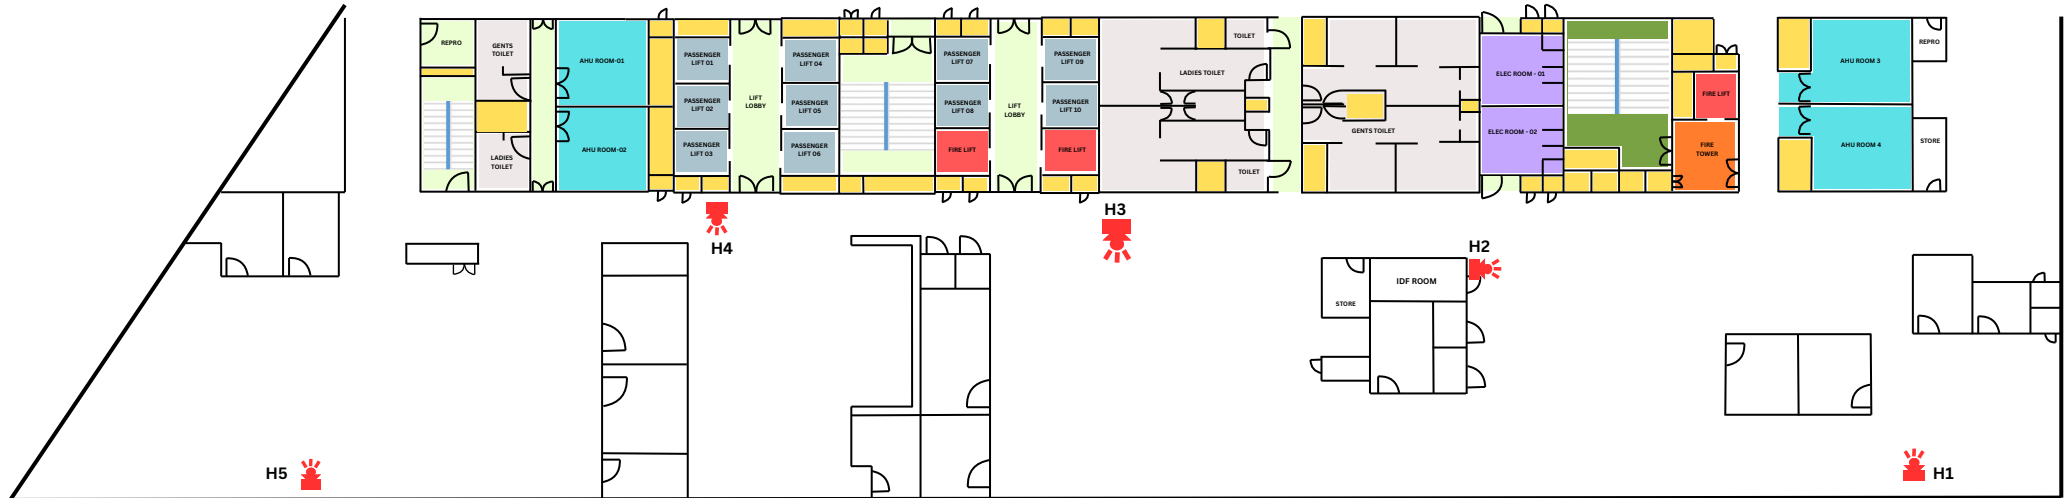 REPRO
GENTS
TOILET
LADIES
TOILET
AHU ROOM-01
AHU ROOM-02
PASSENGER
LIFT 01
PASSENGER
LIFT 02
PASSENGER
LIFT 03
LIFT
LOBBY
PASSENGER
LIFT 04
PASSENGER
LIFT 05
PASSENGER
LIFT 06
PASSENGER
LIFT 07
PASSENGER
LIFT 08
FIRE LIFT
LIFT
LOBBY
PASSENGER
LIFT 09
PASSENGER
LIFT 10
FIRE LIFT
TOILET
LADIES TOILET
TOILET
GENTS TOILET
ELEC ROOM - 01
ELEC ROOM - 02
FIRE LIFT
FIRE
TOWER
AHU ROOM 3
AHU ROOM 4
REPRO
STORE
H4
H3
H2
IDF ROOM
STORE
H5
H1